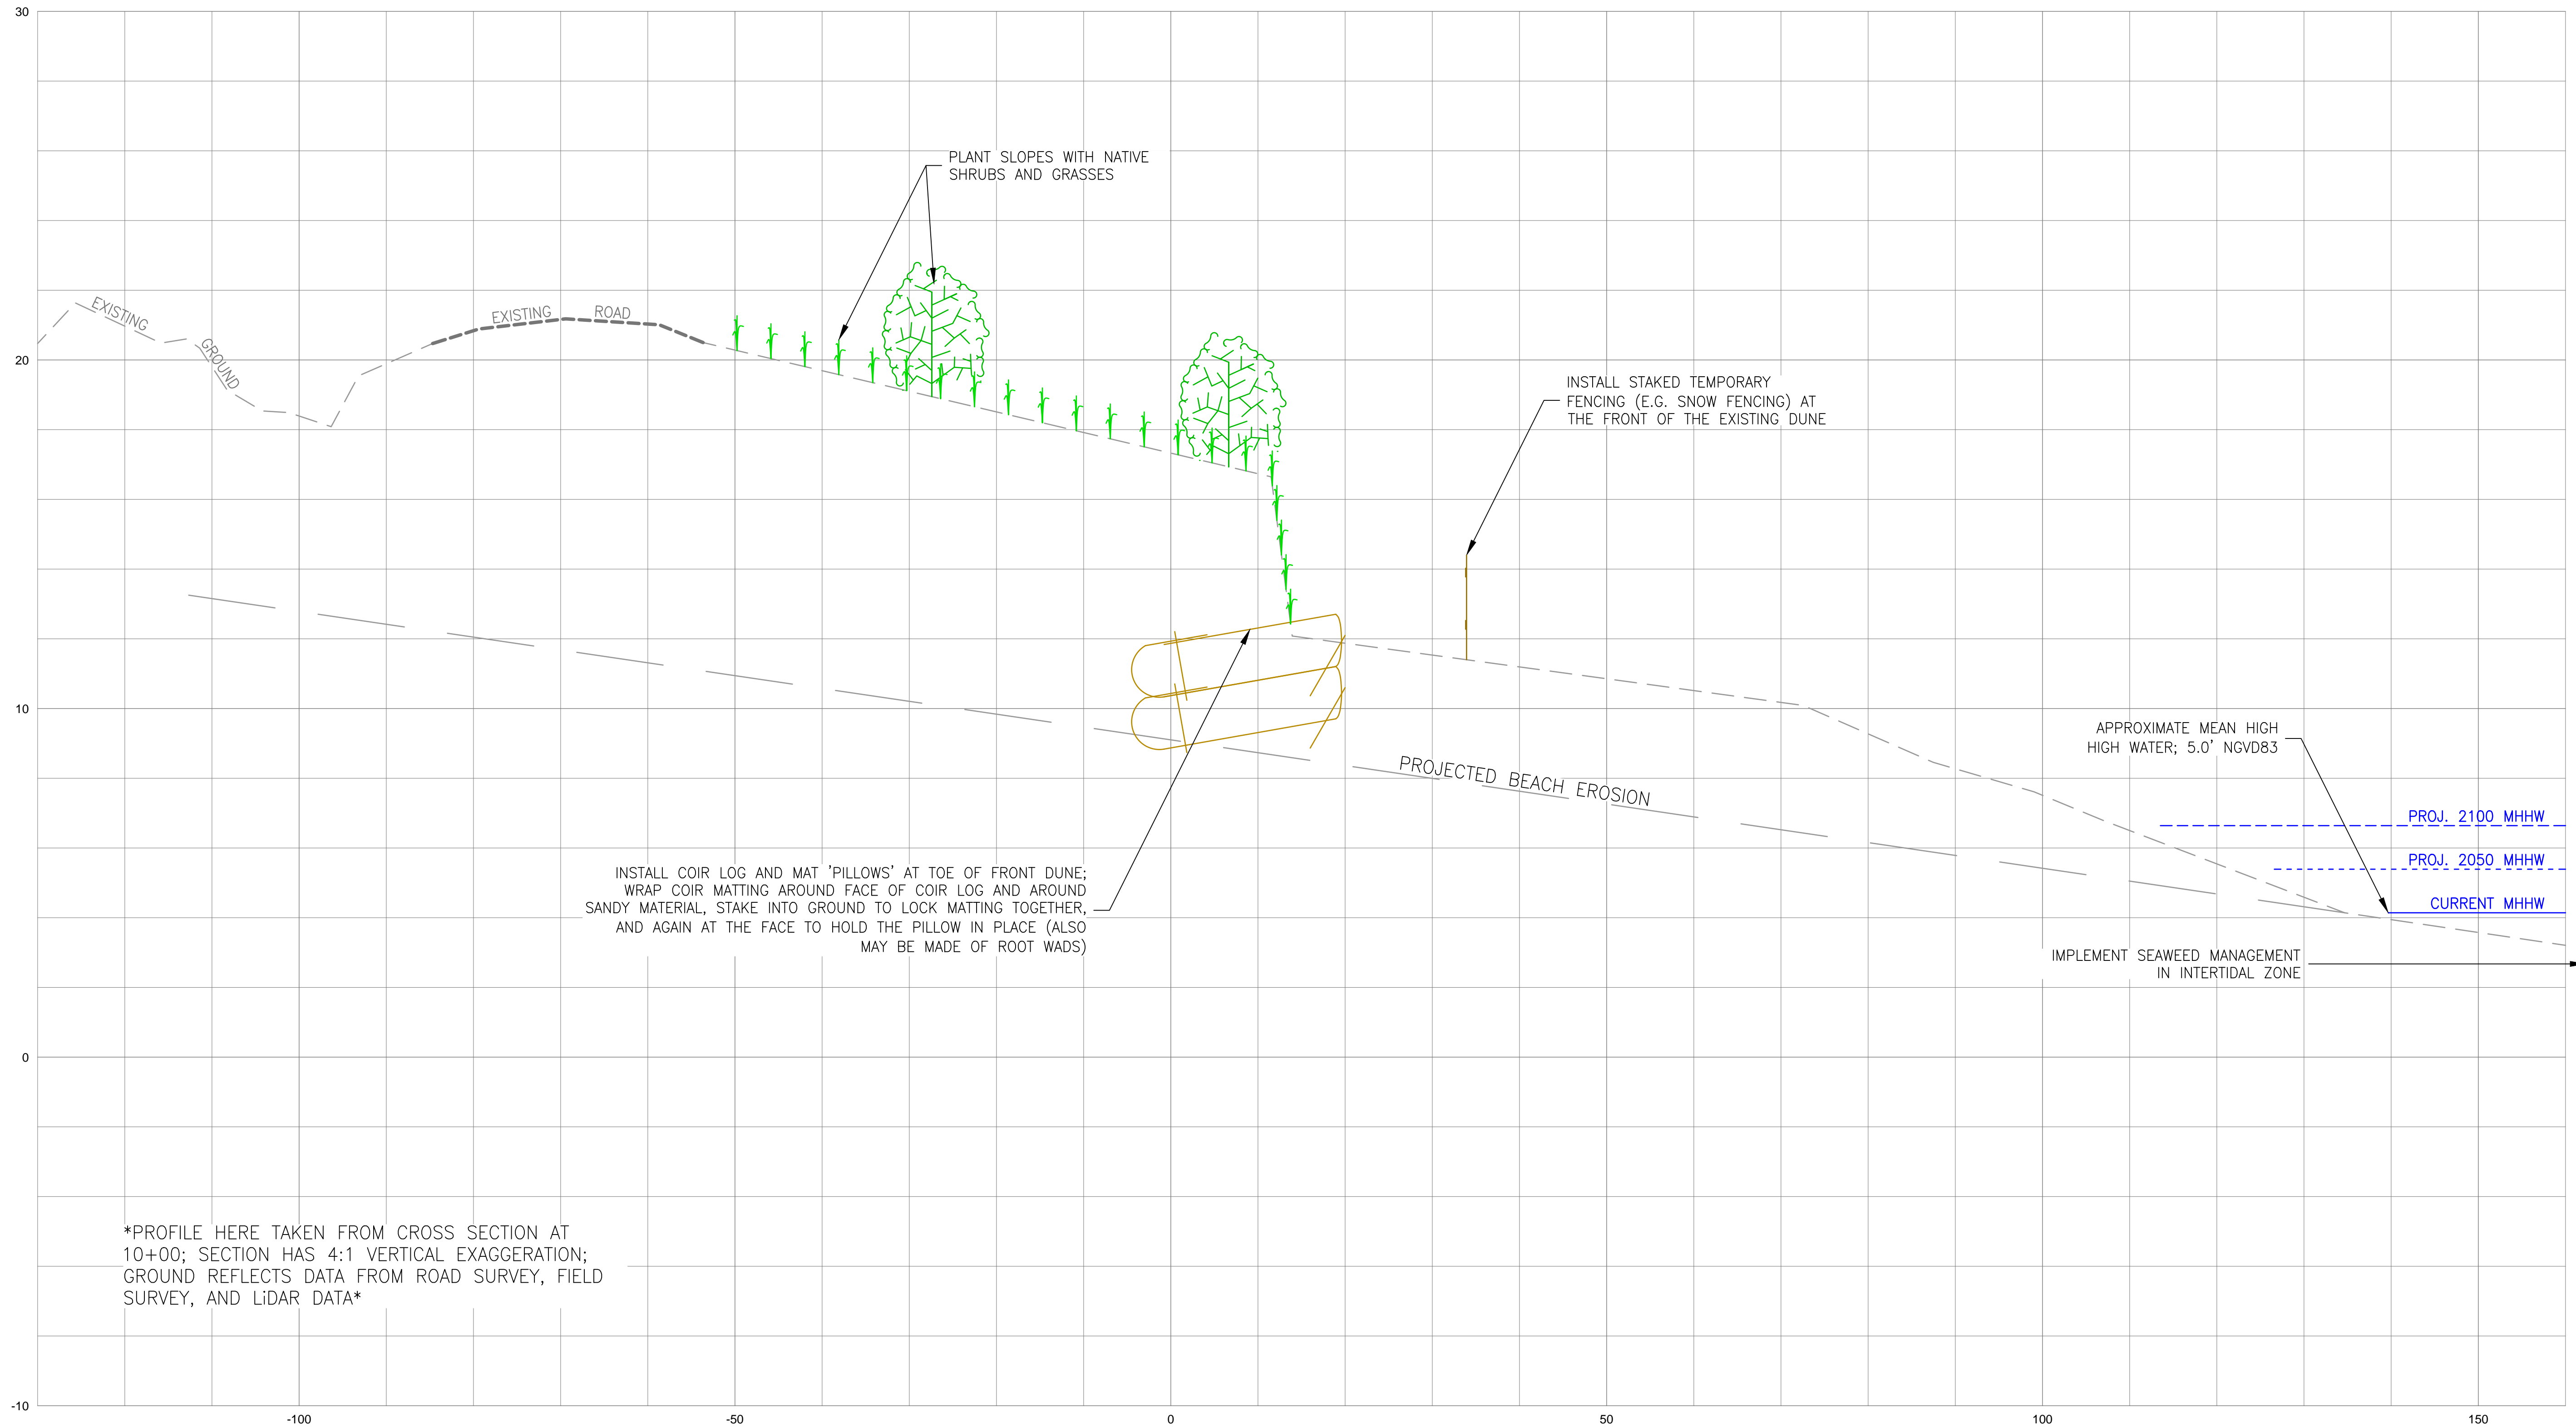 30
PLANT SLOPES WITH NATIVE
SHRUBS AND GRASSES
EXISTING
GROUND
EXISTING ROAD
20
INSTALL STAKED TEMPORARY
FENCING (E.G. SNOW FENCING) AT
THE FRONT OF THE EXISTING DUNE
10
APPROXIMATE MEAN HIGH
HIGH WATER; 5.0' NGVD83
PROJECTED BEACH EROSION
PROJ. 2100 MHHW
PROJ. 2050 MHHW
CURRENT MHHW
INSTALL COIR LOG AND MAT 'PILLOWS' AT TOE OF FRONT DUNE;
WRAP COIR MATTING AROUND FACE OF COIR LOG AND AROUND
SANDY MATERIAL, STAKE INTO GROUND TO LOCK MATTING TOGETHER,
AND AGAIN AT THE FACE TO HOLD THE PILLOW IN PLACE (ALSO
MAY BE MADE OF ROOT WADS)
IMPLEMENT SEAWEED MANAGEMENT
IN INTERTIDAL ZONE
0
*PROFILE HERE TAKEN FROM CROSS SECTION AT
10+00; SECTION HAS 4:1 VERTICAL EXAGGERATION;
GROUND REFLECTS DATA FROM ROAD SURVEY, FIELD
SURVEY, AND LiDAR DATA*
-10
-100 -50 0 50 100 150